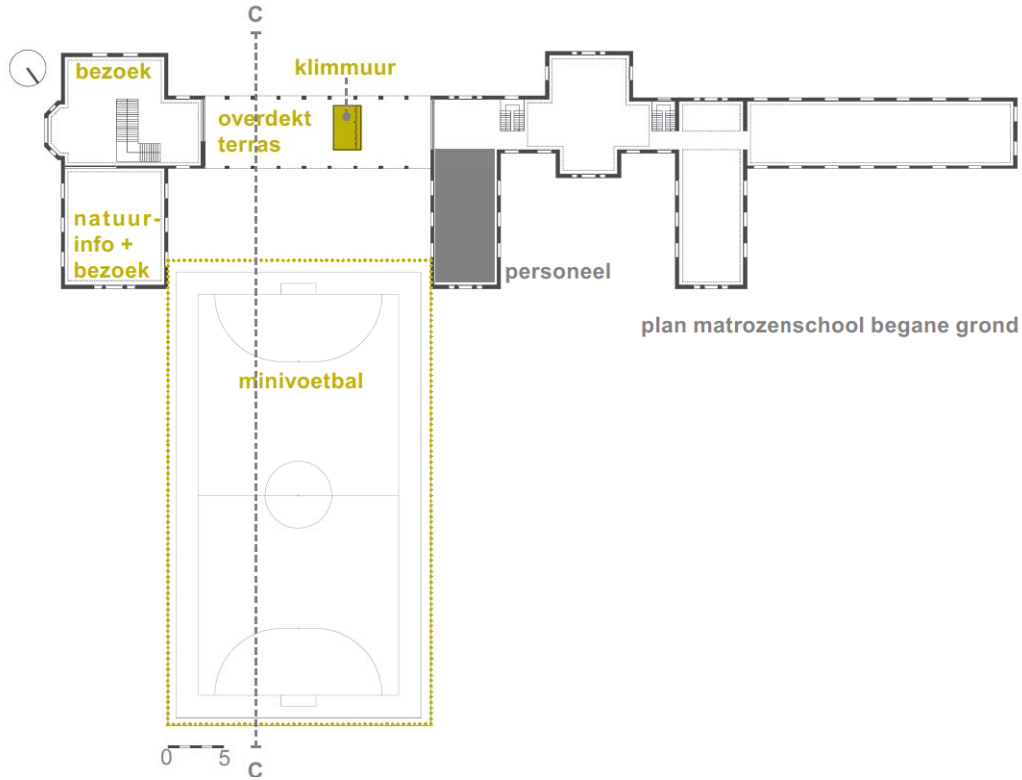 C
bezoek
klimmuur
overdekt
terras
natuur-
info +
bezoek
personeel
plan matrozenschool begane grond
minivoetbal
0 5
C